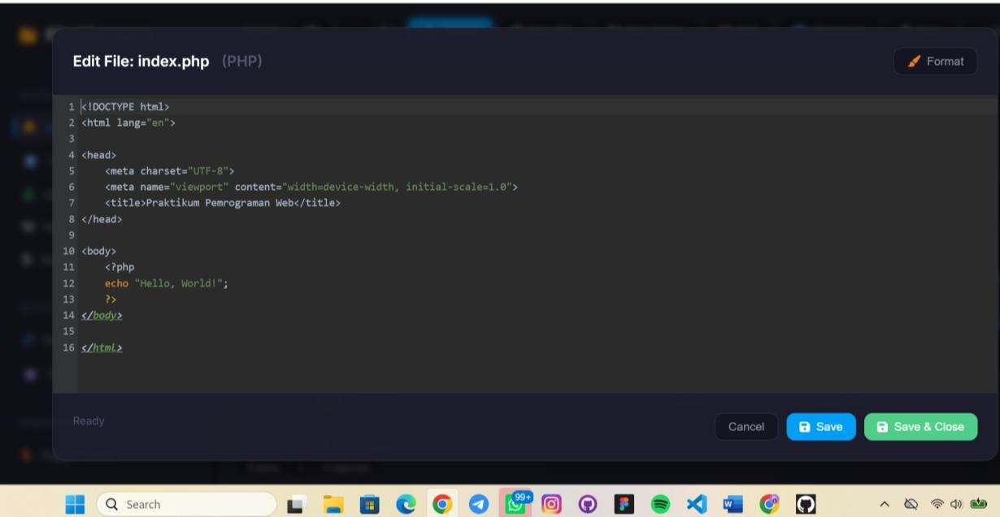 Edit File: index.php (PHP)
Format
1 <!DOCTYPE html>
2 <html lang="en">
3
4 <head>
5     <meta charset="UTF-8">
6     <meta name="viewport" content="width=device-width, initial-scale=1.0">
7     <title>Praktikum Pemrograman Web</title>
8 </head>
9
10 <body>
11     <?php
12     echo "Hello, World!";
13     ?>
14 </body>
15
16 </html>
Ready
Cancel
Save
Save & Close
Search
99+